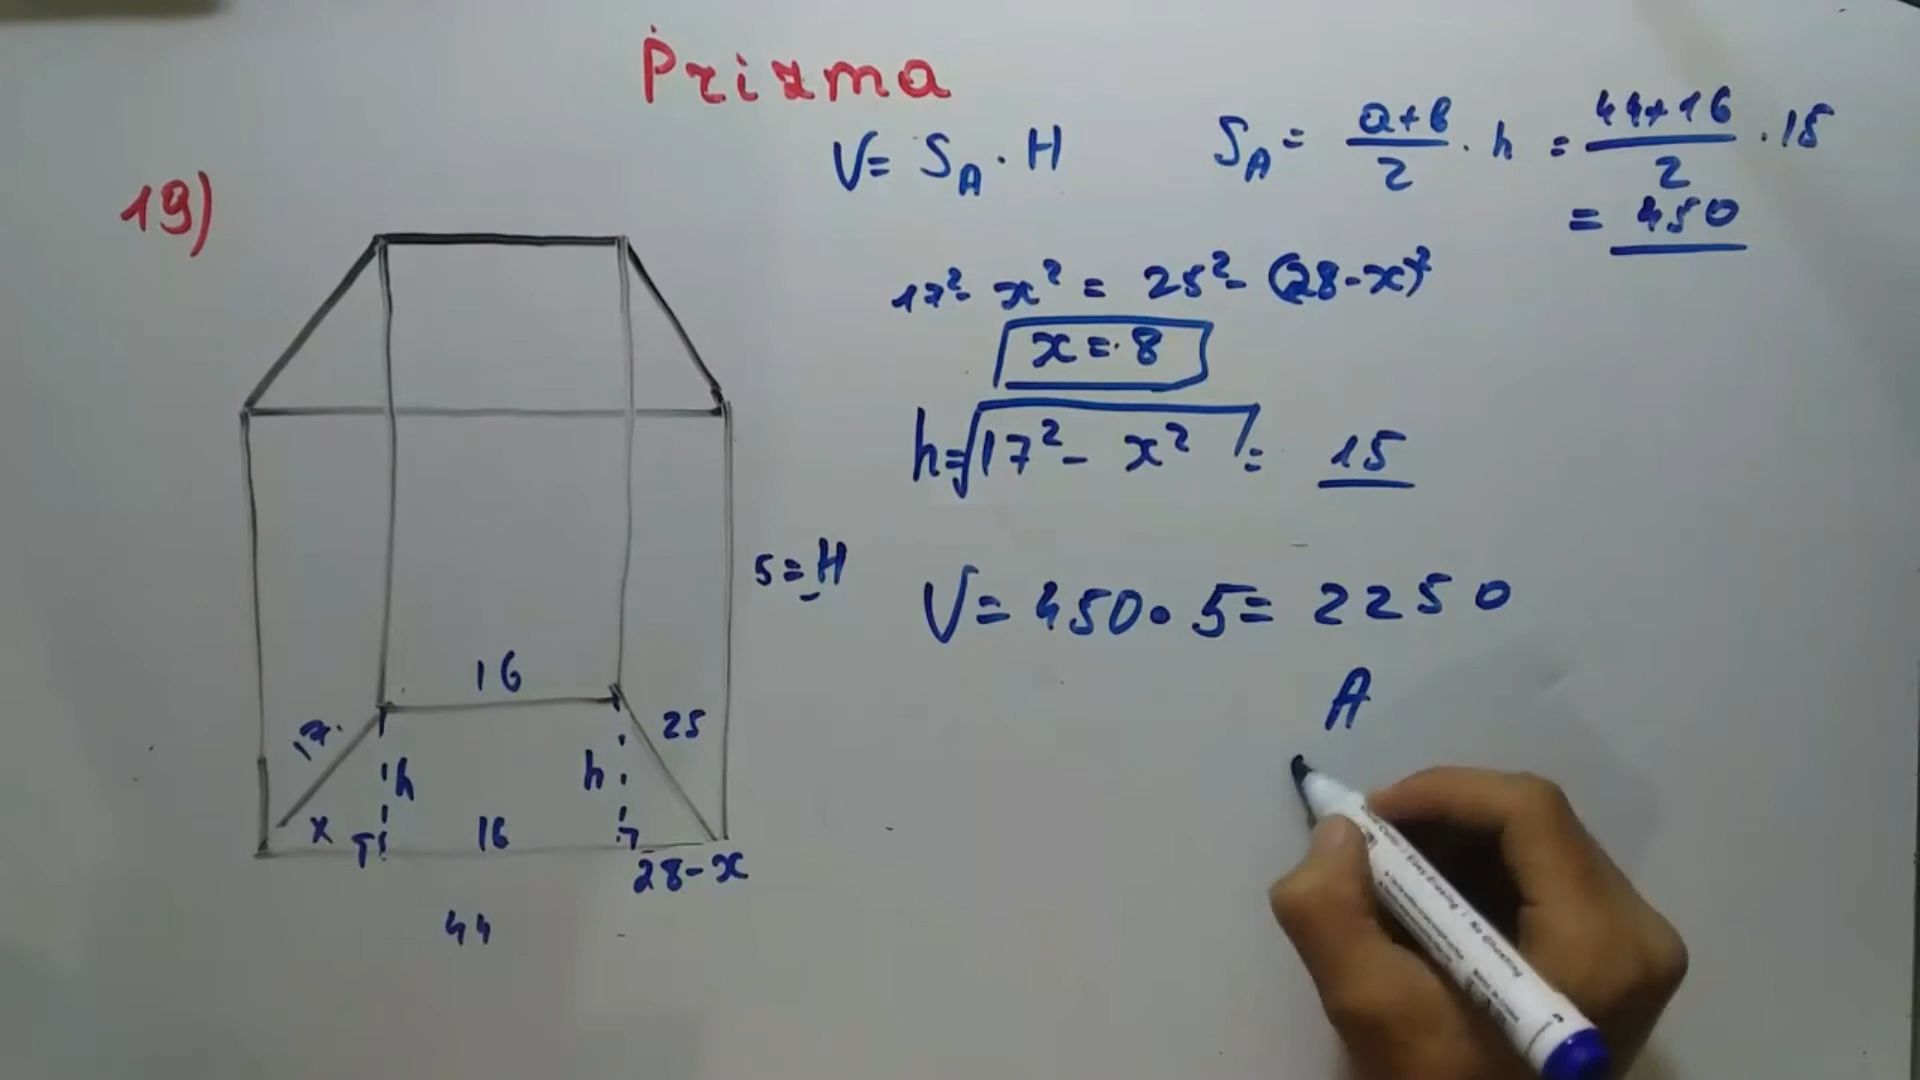 Prizma
19)
V= S_A · H
S_A = a+b/2 · h = 44+16/2 · 15
= 450
17² - x² = 25² - (28-x)²
x = 8
h=√17² - x² = 15
5=H
V= 450 · 5= 2250
A
16
17
25
h
h
x
16
28-x
44